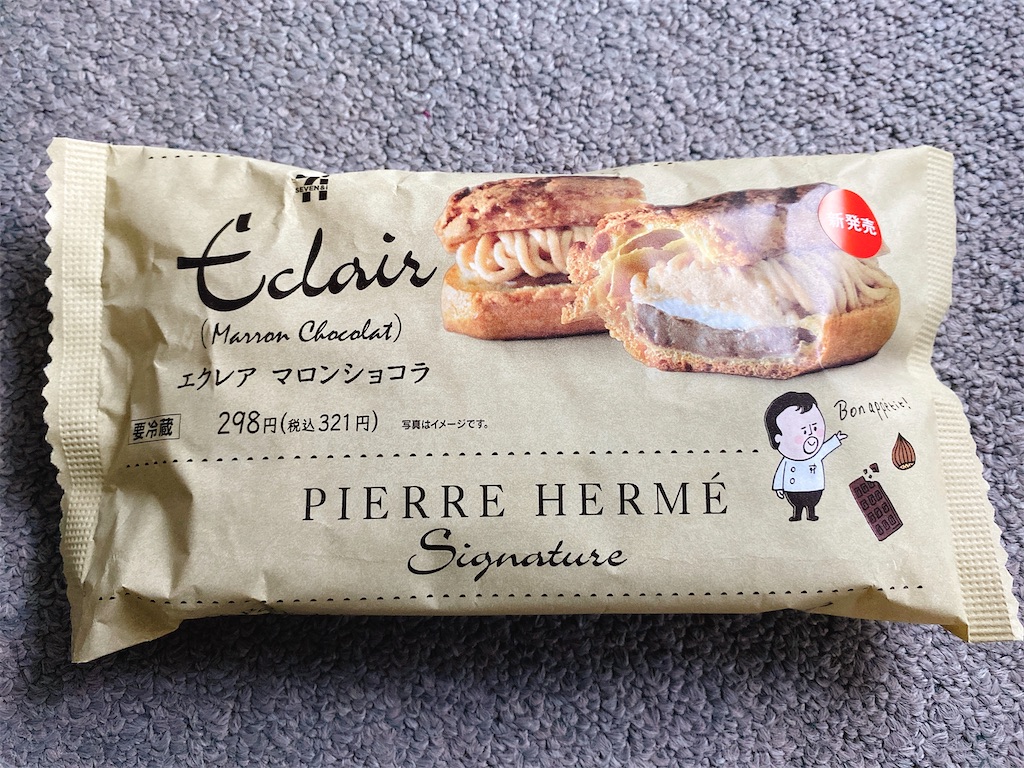 SEVEN&i
Éclair
(Marron Chocolat)
エクレア マロンショコラ
新発売
要冷蔵
298円(税込321円)
写真はイメージです。
Bon appétit!
PIERRE HERMÉ
Signature